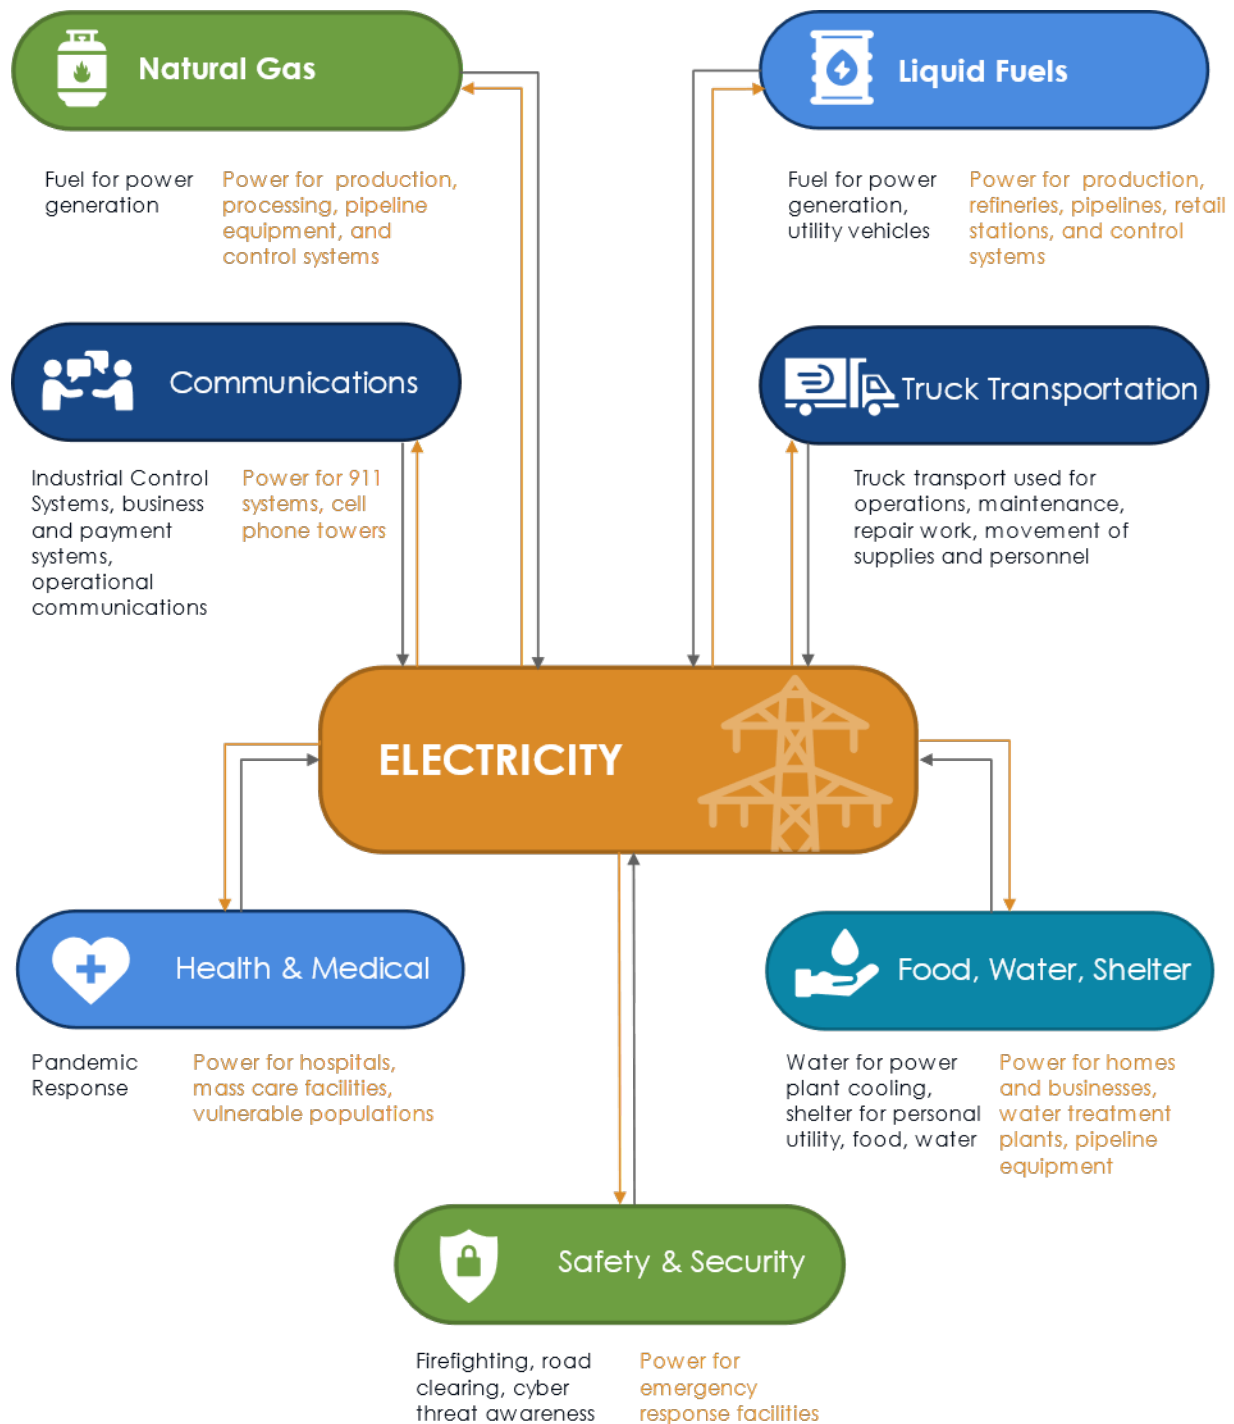 Natural Gas
Fuel for power
generation
Power for production,
processing, pipeline
equipment, and
control systems
Liquid Fuels
Fuel for power
generation,
utility vehicles
Power for production,
refineries, pipelines, retail
stations, and control
systems
Communications
Industrial Control
Systems, business
and payment
systems,
operational
communications
Power for 911
systems, cell
phone towers
Truck Transportation
Truck transport used for
operations, maintenance,
repair work, movement of
supplies and personnel
ELECTRICITY
Health & Medical
Pandemic
Response
Power for hospitals,
mass care facilities,
vulnerable populations
Food, Water, Shelter
Water for power
plant cooling,
shelter for personal
utility, food, water
Power for homes
and businesses,
water treatment
plants, pipeline
equipment
Safety & Security
Firefighting, road
clearing, cyber
threat awareness
Power for
emergency
response facilities